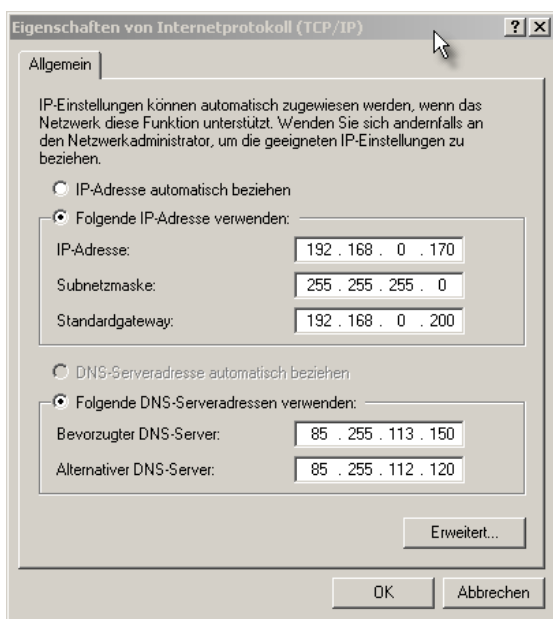 Eigenschaften von Internetprotokoll (TCP/IP)
Allgemein
IP-Einstellungen können automatisch zugewiesen werden, wenn das
Netzwerk diese Funktion unterstützt. Wenden Sie sich andernfalls an
den Netzwerkadministrator, um die geeigneten IP-Einstellungen zu
beziehen.
IP-Adresse automatisch beziehen
Folgende IP-Adresse verwenden:
IP-Adresse: 192 . 168 . 0 . 170
Subnetzmaske: 255 . 255 . 255 . 0
Standardgateway: 192 . 168 . 0 . 200
DNS-Serveradresse automatisch beziehen
Folgende DNS-Serveradressen verwenden:
Bevorzugter DNS-Server: 85 . 255 . 113 . 150
Alternativer DNS-Server: 85 . 255 . 112 . 120
Erweitert...
OK Abbrechen